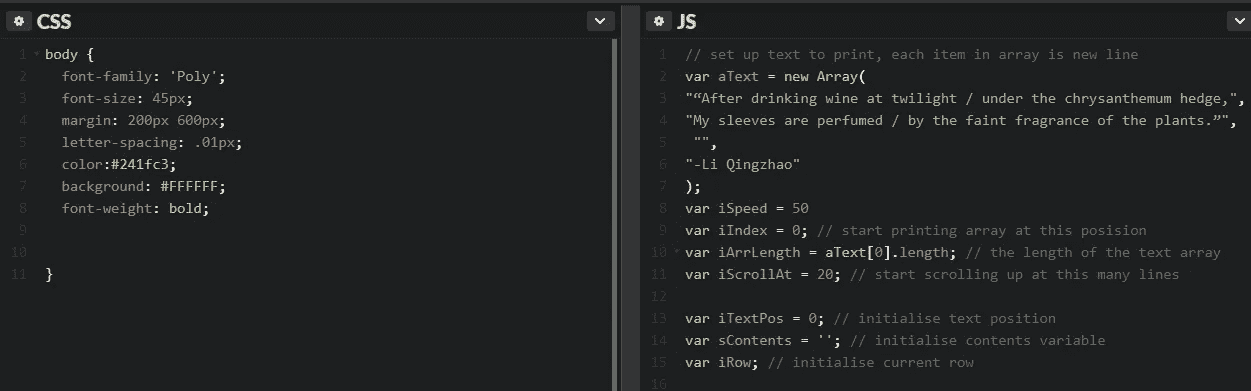 CSS
1 body {
2 font-family: 'Poly';
3 font-size: 45px;
4 margin: 200px 600px;
5 letter-spacing: .01px;
6 color:#241fc3;
7 background: #FFFFFF;
8 font-weight: bold;
9
10
11 }
JS
1 // set up text to print, each item in array is new line
2 var aText = new Array(
3 "“After drinking wine at twilight / under the chrysanthemum hedge,",
4 "My sleeves are perfumed / by the faint fragrance of the plants.”",
5 "",
6 "-Li Qingzhao"
7 );
8 var iSpeed = 50
9 var iIndex = 0; // start printing array at this posision
10 var iArrLength = aText[0].length; // the length of the text array
11 var iScrollAt = 20; // start scrolling up at this many lines
12
13 var iTextPos = 0; // initialise text position
14 var sContents = ''; // initialise contents variable
15 var iRow; // initialise current row
16